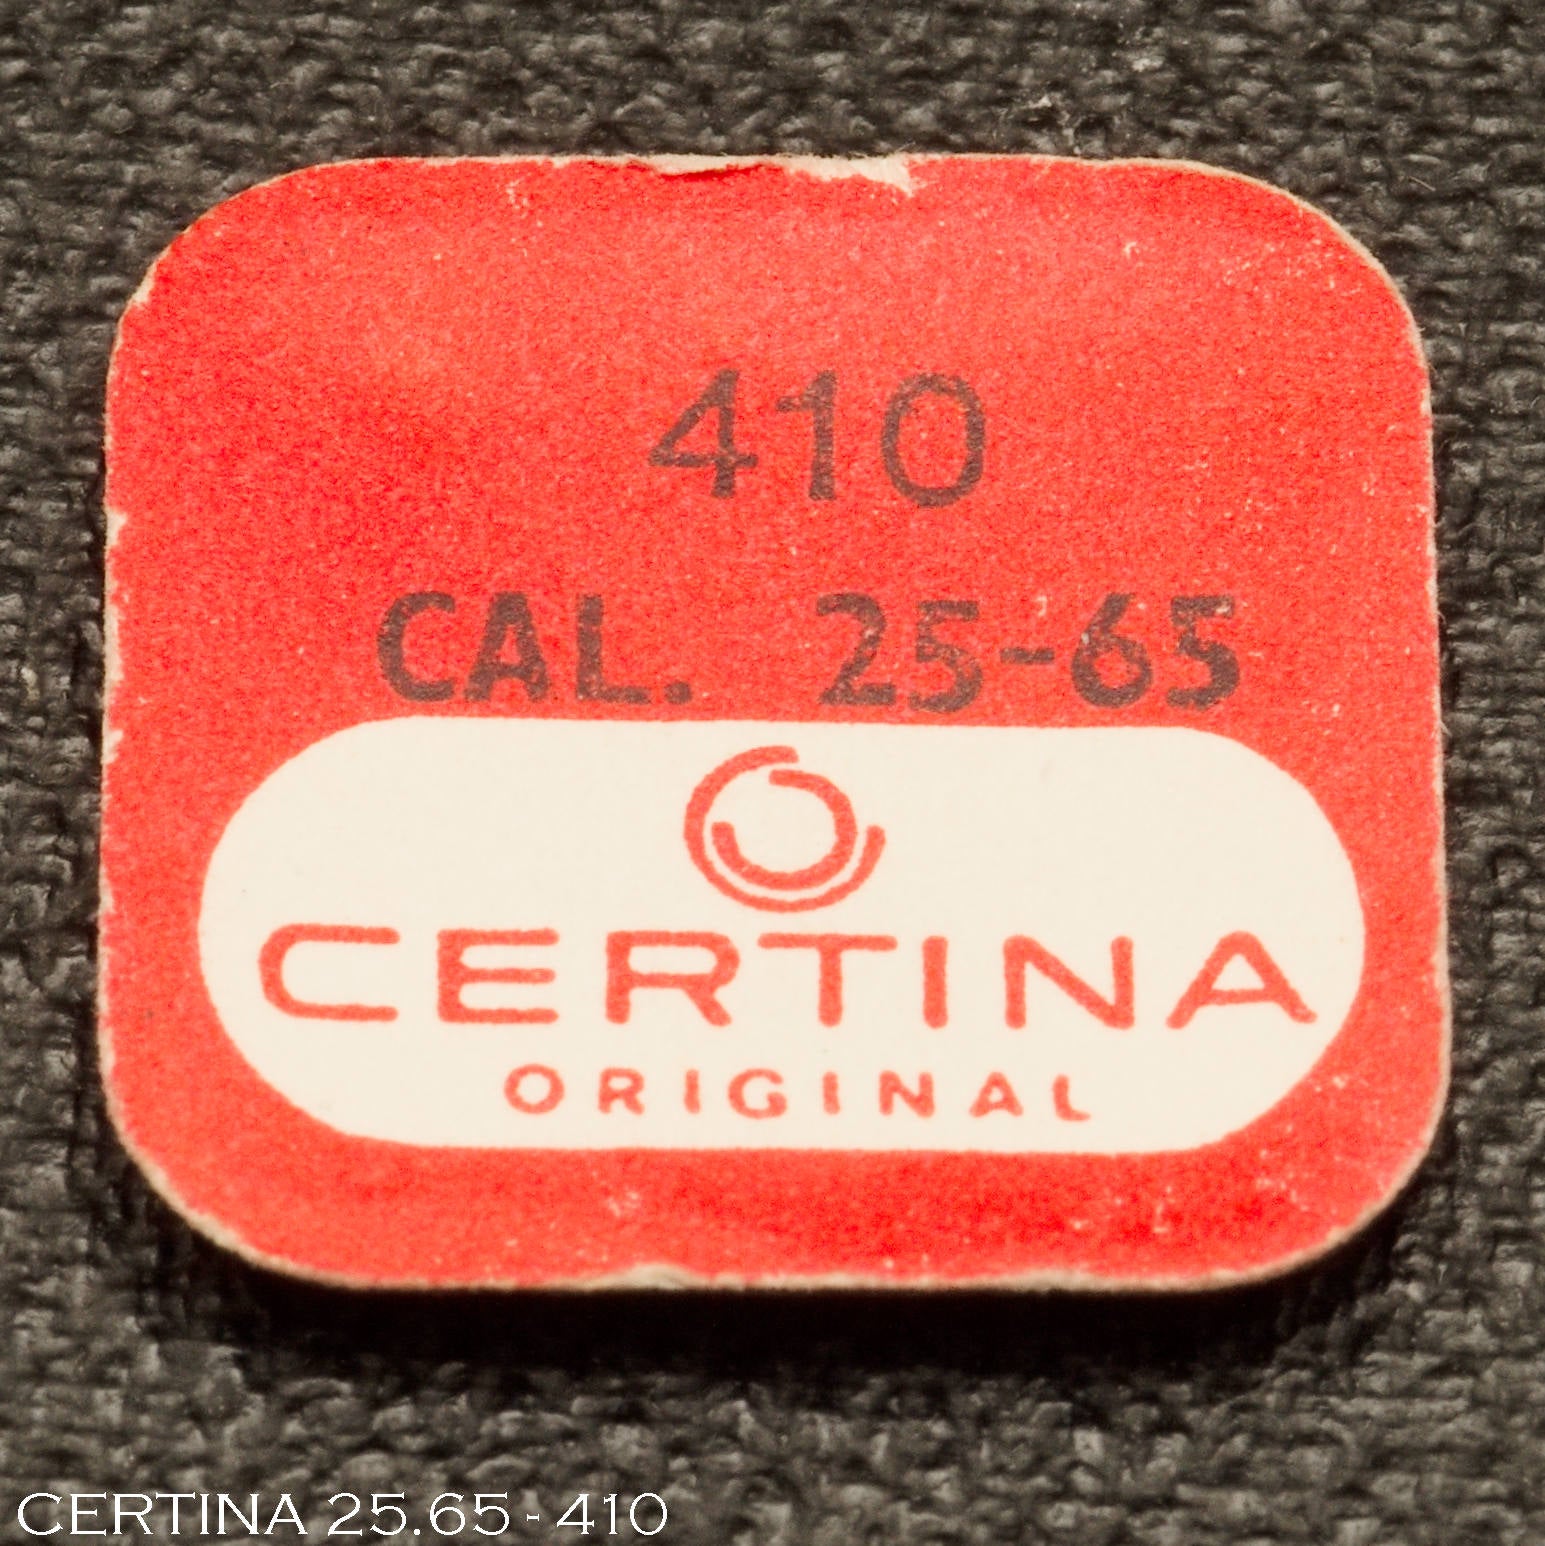 410
CAL. 25-65
CERTINA
ORIGINAL
CERTINA 25.65 - 410